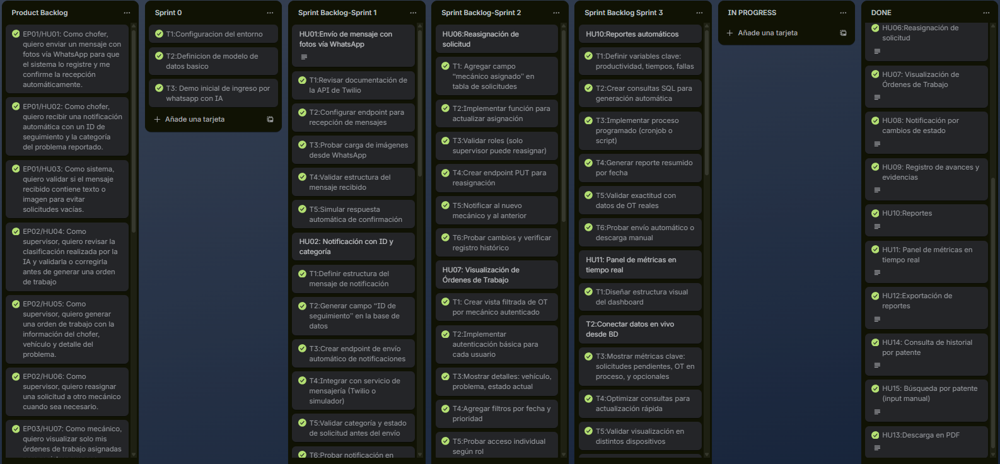 Product Backlog
EP01/HU01: Como chofer,
quiero enviar un mensaje con
fotos vía WhatsApp para que
el sistema lo registre y me
confirme la recepción
automáticamente.
EP01/HU02: Como chofer,
quiero recibir una notificación
automática con un ID de
seguimiento y la categoría
del problema reportado.
EP01/HU03: Como sistema,
quiero validar si el mensaje
recibido contiene texto o
imagen para evitar
solicitudes vacías.
EP02/HU04: Como
supervisor, quiero revisar la
clasificación realizada por la
IA y validarla o corregirla
antes de generar una orden
de trabajo
EP02/HU05: Como
supervisor, quiero generar
una orden de trabajo con la
información del chofer,
vehículo y detalle del
problema.
EP02/HU06: Como
supervisor, quiero reasignar
una solicitud a otro mecánico
cuando sea necesario.
EP03/HU07: Como mecánico,
quiero visualizar solo mis
órdenes de trabajo asignadas
Sprint 0
T1:Configuracion del entorno
T2:Definicion de modelo de
datos basico
T3: Demo inicial de ingreso por
whatsapp con IA
Añade una tarjeta
Sprint Backlog-Sprint 1
HU01:Envío de mensaje con
fotos vía WhatsApp
T1:Revisar documentación de
la API de Twilio
T2:Configurar endpoint para
recepción de mensajes
T3:Probar carga de imágenes
desde WhatsApp
T4:Validar estructura del
mensaje recibido
T5:Simular respuesta
automática de confirmación
HU02: Notificación con ID y
categoría
T1:Definir estructura del
mensaje de notificación
T2:Generar campo “ID de
seguimiento” en la base de
datos
T3:Crear endpoint de envío
automático de notificaciones
T4:Integrar con servicio de
mensajería (Twilio o
simulador)
T5:Validar categoría y estado
de solicitud antes del envío
T6:Probar notificación en
Sprint Backlog-Sprint 2
HU06:Reasignación de
solicitud
T1: Agregar campo
“mecánico asignado” en
tabla de solicitudes
T2:Implementar función para
actualizar asignación
T3:Validar roles (solo
supervisor puede reasignar)
T4:Crear endpoint PUT para
reasignación
T5:Notificar al nuevo
mecánico y al anterior
T6:Probar cambios y verificar
registro histórico
HU07: Visualización de
Órdenes de Trabajo
T1: Crear vista filtrada de OT
por mecánico autenticado
T2:Implementar
autenticación básica para
cada usuario
T3:Mostrar detalles: vehículo,
problema, estado actual
T4:Agregar filtros por fecha y
prioridad
T5:Probar acceso individual
según rol
Sprint Backlog Sprint 3
HU10:Reportes automáticos
T1:Definir variables clave:
productividad, tiempos, fallas
T2:Crear consultas SQL para
generación automática
T3:Implementar proceso
programado (cronjob o
script)
T4:Generar reporte resumido
por fecha
T5:Validar exactitud con
datos de OT reales
T6:Probar envío automático o
descarga manual
HU11: Panel de métricas en
tiempo real
T1:Diseñar estructura visual
del dashboard
T2:Conectar datos en vivo
desde BD
T3:Mostrar métricas clave:
solicitudes pendientes, OT en
proceso, y opcionales
T4:Optimizar consultas para
actualización rápida
T5:Validar visualización en
distintos dispositivos
IN PROGRESS
Añade una tarjeta
DONE
HU06:Reasignación de
solicitud
HU07: Visualización de
Órdenes de Trabajo
HU08: Notificación por
cambios de estado
HU09: Registro de avances y
evidencias
HU10:Reportes
HU11: Panel de métricas en
tiempo real
HU12:Exportación de
reportes
HU14: Consulta de historial
por patente
HU15: Búsqueda por patente
(input manual)
HU13:Descarga en PDF